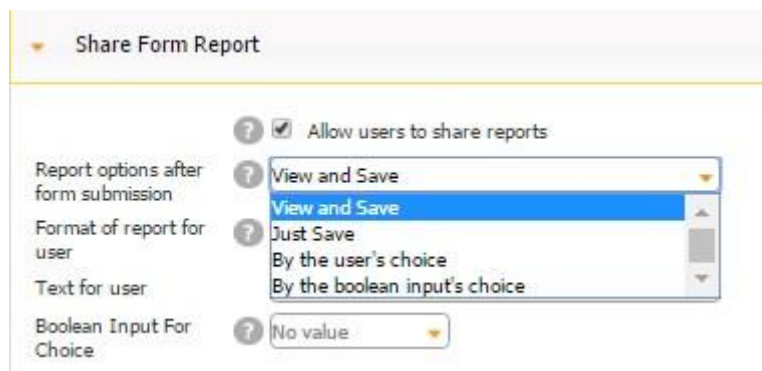 Share Form Report
? Allow users to share reports
Report options after
form submission
? View and Save
View and Save
Just Save
By the user's choice
By the boolean input's choice
Format of report for
user
?
Text for user
Boolean Input For
Choice
? No value